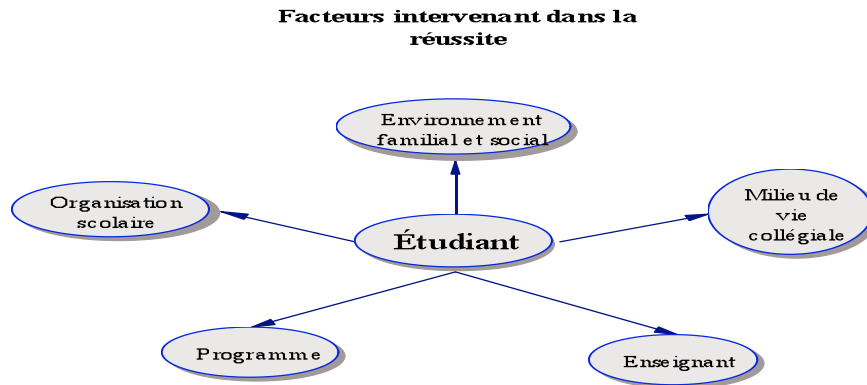 Facteurs intervenant dans la
réussite
Environnement
familial et social
Organisation
scolaire
Milieu de
vie
collégiale
Étudiant
Programme
Enseignant